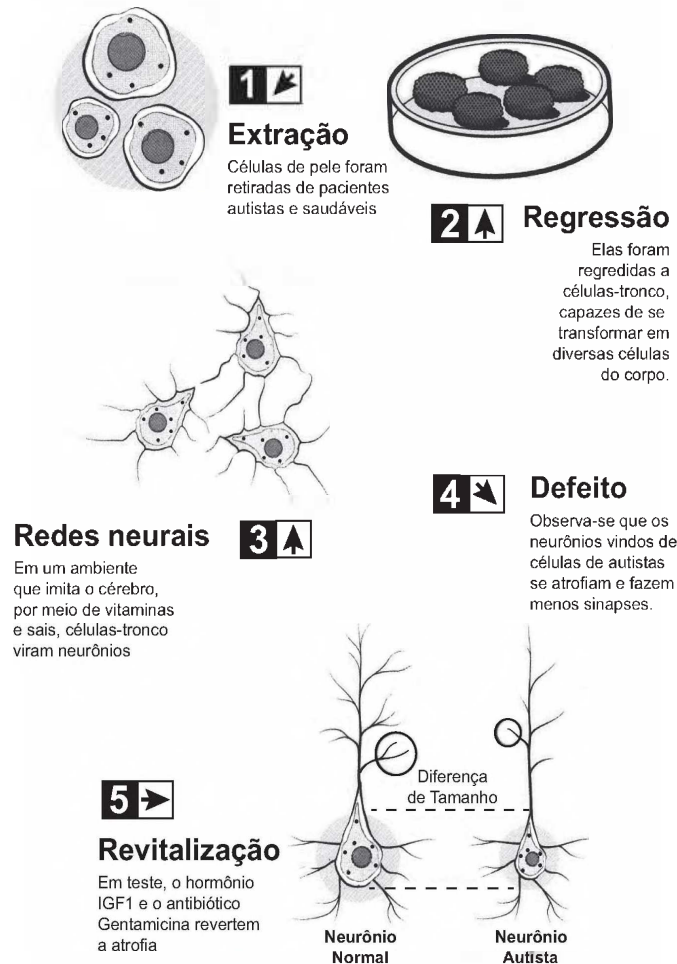 1
Extração
Células de pele foram
retiradas de pacientes
autistas e saudáveis
2
Regressão
Elas foram
regredidas a
células-tronco,
capazes de se
transformar em
diversas células
do corpo.
3
Redes neurais
Em um ambiente
que imita o cérebro,
por meio de vitaminas
e sais, células-tronco
viram neurônios
4
Defeito
Observa-se que os
neurônios vindos de
células de autistas
se atrofiam e fazem
menos sinapses.
5
Revitalização
Em teste, o hormônio
IGF1 e o antibiótico
Gentamicina revertem
a atrofia
Diferença
de Tamanho
Neurônio
Normal
Neurônio
Autista